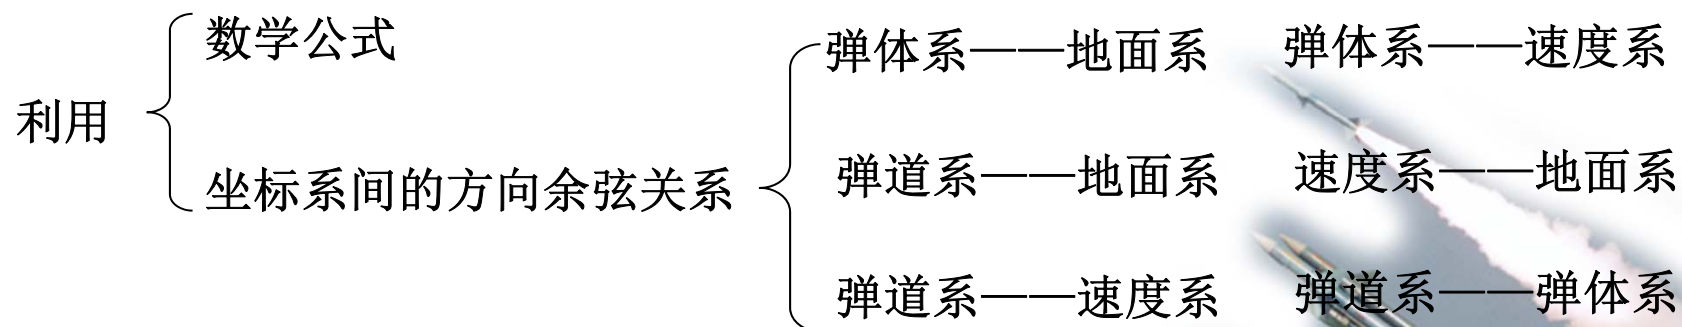 利用
数学公式
坐标系间的方向余弦关系
弹体系——地面系 弹体系——速度系
弹道系——地面系 速度系——地面系
弹道系——速度系 弹道系——弹体系